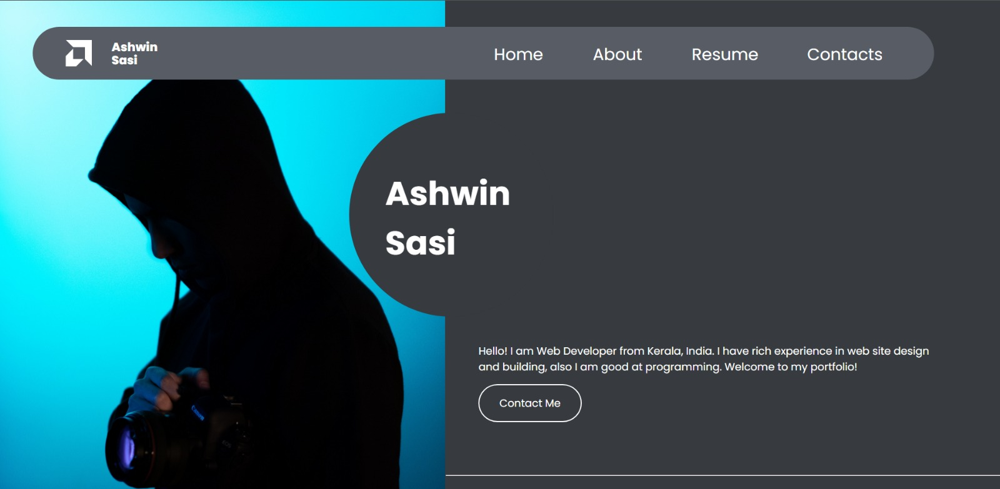 Ashwin
Sasi
Home
About
Resume
Contacts
Ashwin
Sasi
Hello! I am Web Developer from Kerala, India. I have rich experience in web site design
and building, also I am good at programming. Welcome to my portfolio!
Contact Me
Canon
EOS